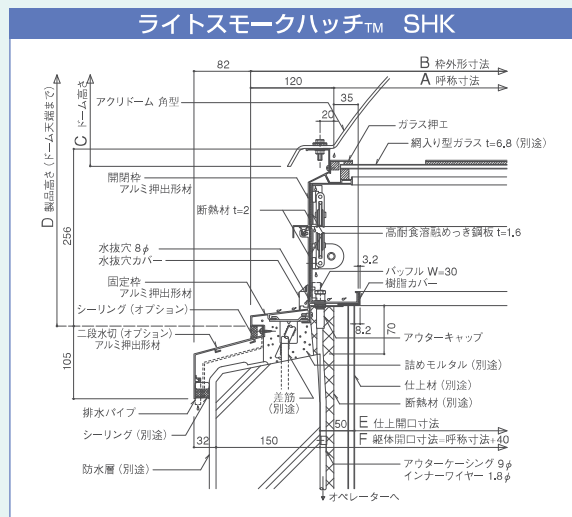 ライトスモークハッチ™ SHK
82
B 枠外形寸法
120
A 呼称寸法
アクリドーム 角型
35
20
ガラス押エ
網入り型ガラス t=6.8（別途）
D 製品高さ（ドーム天端まで）
C ドーム高さ
開閉枠
アルミ押出形材
断熱材 t=2
高耐食溶融めっき鋼板 t=1.6
256
水抜穴 8φ
水抜穴カバー
3.2
バッフル W=30
樹脂カバー
固定枠
アルミ押出形材
シーリング（オプション）
二段水切（オプション）
アルミ押出形材
8.2
70
アウターキャップ
105
詰めモルタル（別途）
差筋
（別途）
仕上材（別途）
断熱材（別途）
排水パイプ
シーリング（別途）
32
150
50
E 仕上開口寸法
F 躯体開口寸法=呼称寸法+40
防水層（別途）
アウターケーシング 9φ
インナーワイヤー 1.8φ
オペレーターへ